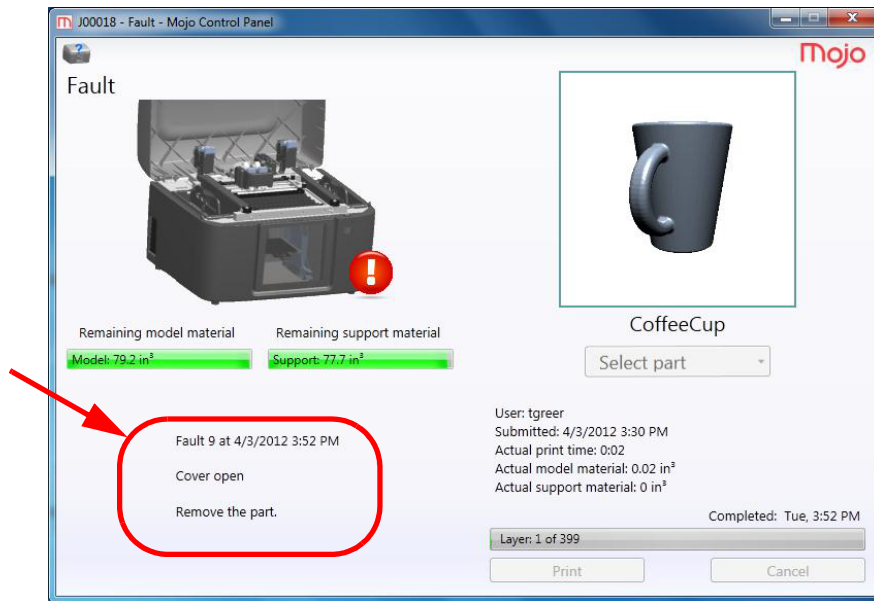 J00018 - Fault - Mojo Control Panel
mojo
Fault
Remaining model material
Remaining support material
Model: 79.2 in³
Support: 77.7 in³
Fault 9 at 4/3/2012 3:52 PM
Cover open
Remove the part.
CoffeeCup
Select part
User: tgreer
Submitted: 4/3/2012 3:30 PM
Actual print time: 0:02
Actual model material: 0.02 in³
Actual support material: 0 in³
Completed: Tue, 3:52 PM
Layer: 1 of 399
Print
Cancel